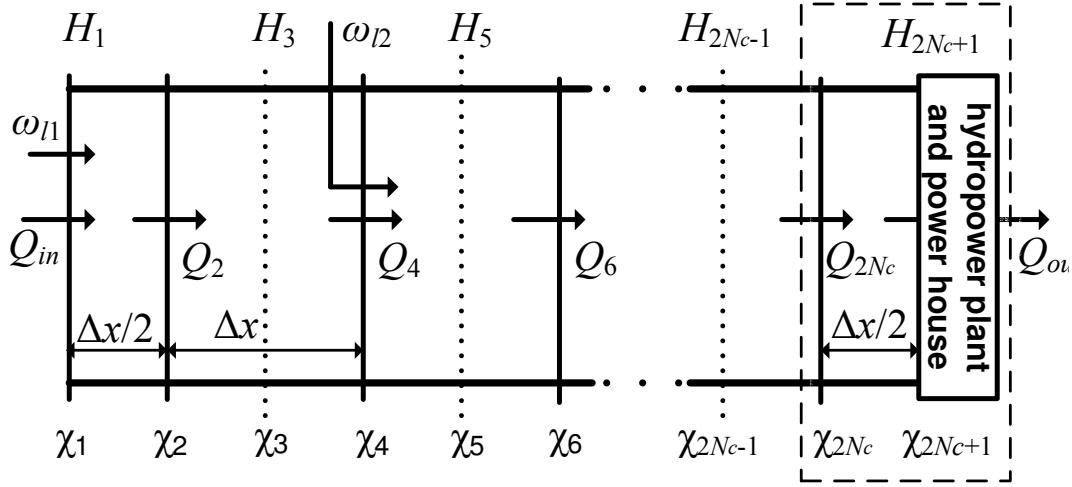 H1 H3 ωl2 H5 H2Nc-1 H2Nc+1
ωl1
Qin Q2 Q4 Q6 Q2Nc Qou
Δx/2 Δx Δx/2
hydropower plant
and power house
χ1 χ2 χ3 χ4 χ5 χ6 χ2Nc-1 χ2Nc χ2Nc+1